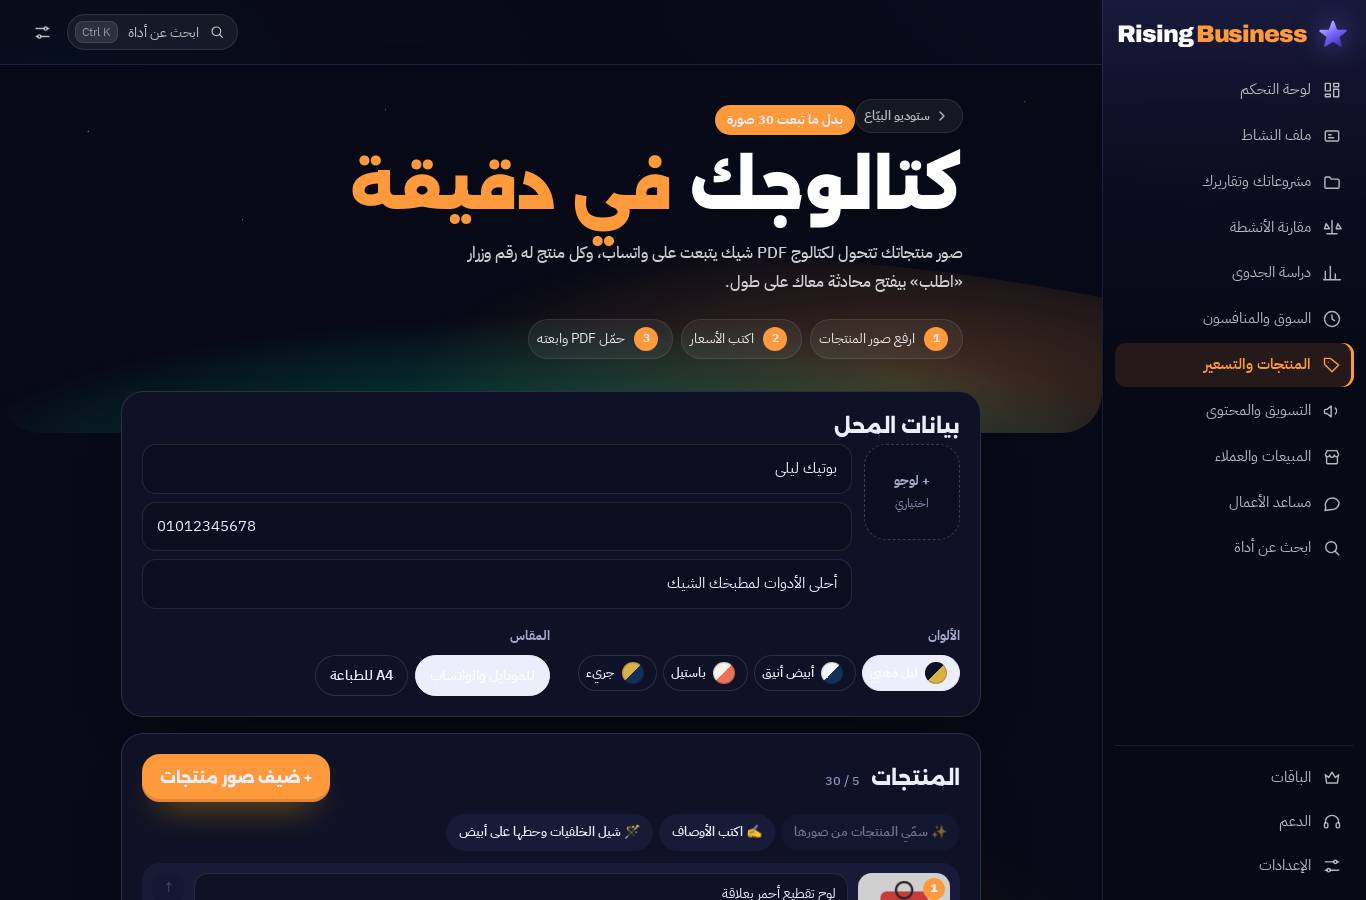 Rising Business
لوحة التحكم
ملف النشاط
مشروعاتك وتقاريرك
مقارنة الأنشطة
دراسة الجدوى
السوق والمنافسون
المنتجات والتسعير
التسويق والمحتوى
المبيعات والعملاء
مساعد الأعمال
ابحث عن أداة
الباقات
الدعم
الإعدادات
ابحث عن أداة Ctrl K
ستوديو البيّاع
بدل ما تبعت 30 صورة
كتالوجك في دقيقة
صور منتجاتك تتحول لكتالوج PDF شيك يتبعت على واتساب، وكل منتج له رقم وزرار
«اطلب» بيفتح محادثة معاك على طول.
1 ارفع صور المنتجات
2 اكتب الأسعار
3 حمّل PDF وابعته
بيانات المحل
+ لوجو
اختياري
بوتيك ليلى
01012345678
أحلى الأدوات لمطبخك الشيك
الألوان
ليل ذهبي
أبيض أنيق
باستيل
جريء
المقاس
للموبايل والواتساب
A4 للطباعة
المنتجات
5 / 30
+ ضيف صور منتجات
✨ سمّي المنتجات من صورها
✍️ اكتب الأوصاف
🪄 شيل الخلفيات وحطها على أبيض
1
لوح تقطيع أحمر بعلاقة
↑